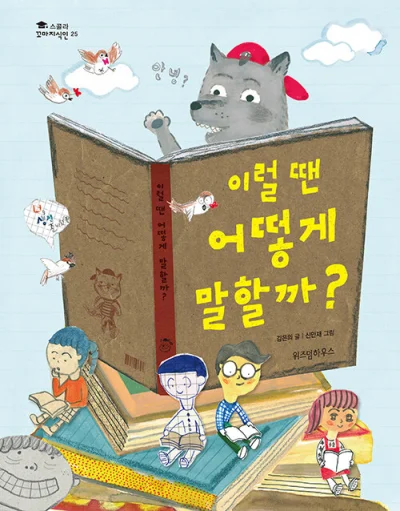 스콜라
꼬마지식인 25
안녕?
이럴 땐
어떻게
말할까?
김은의 글 | 신민재 그림
위즈덤하우스
이럴 땐 어떻게 말할까?